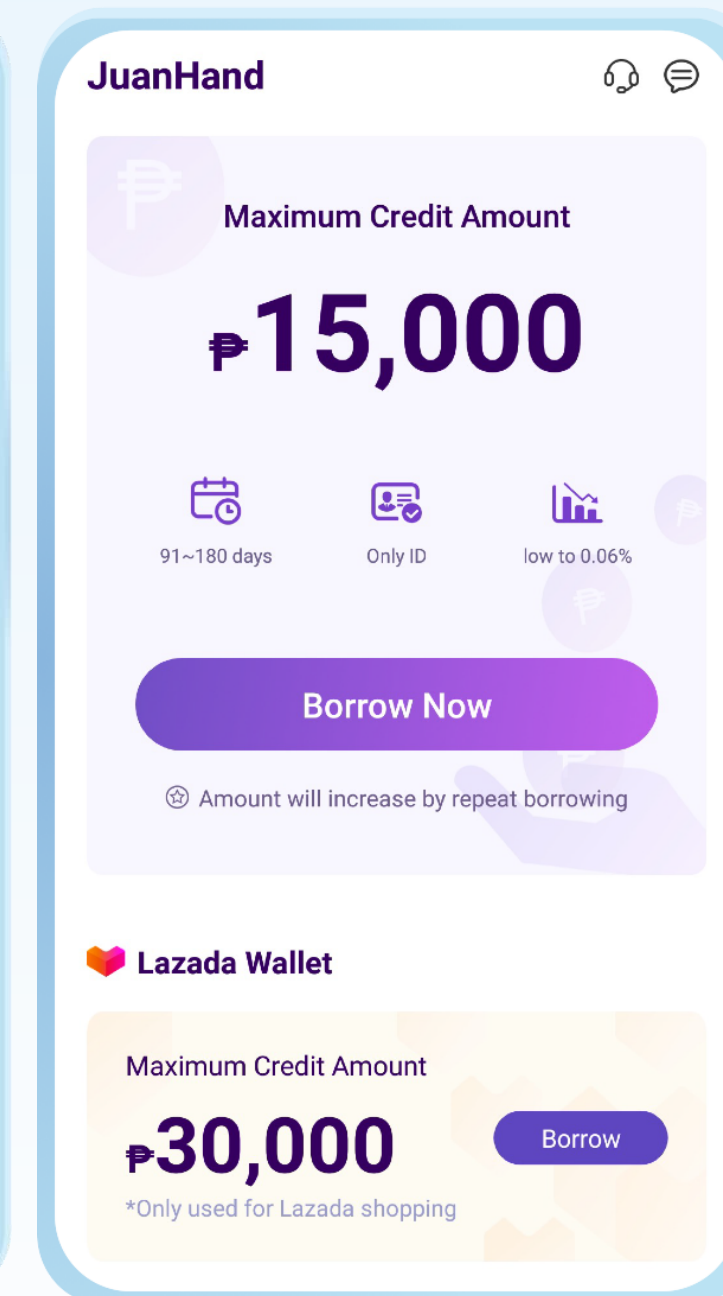 JuanHand
Maximum Credit Amount
₱15,000
91~180 days
Only ID
low to 0.06%
Borrow Now
Amount will increase by repeat borrowing
Lazada Wallet
Maximum Credit Amount
₱30,000
Borrow
*Only used for Lazada shopping